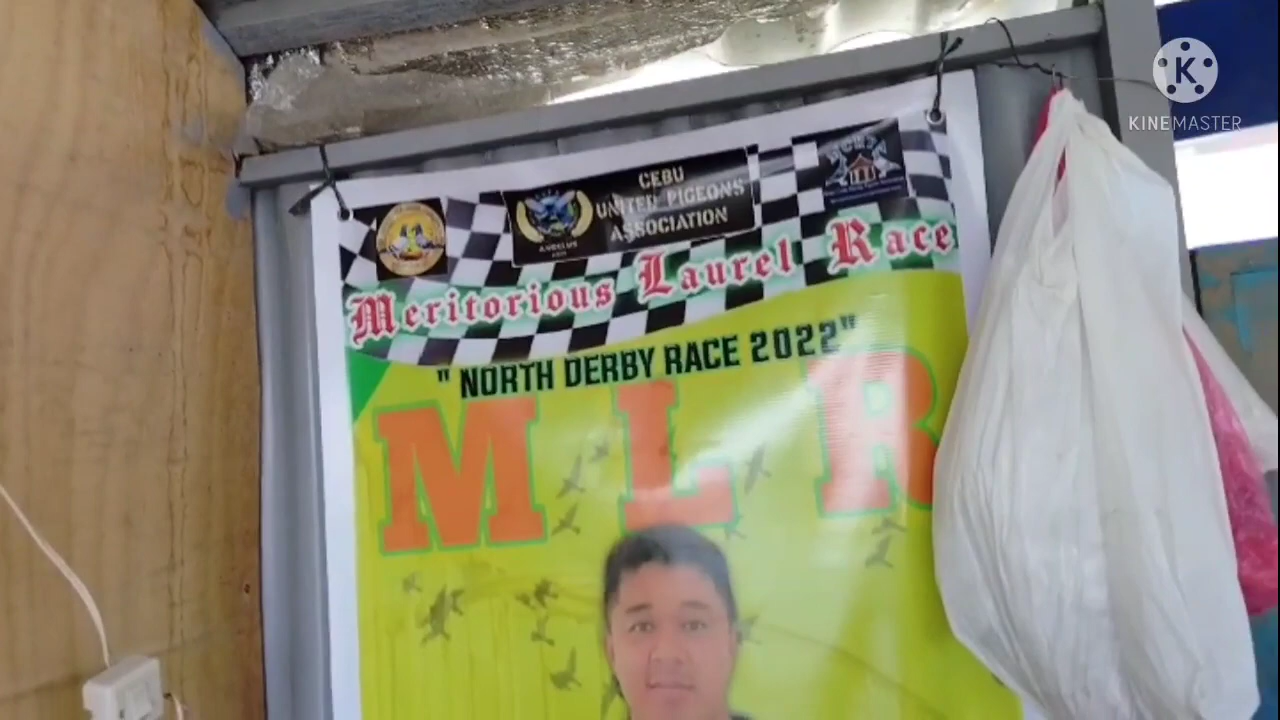 CEBU
UNITED PIGEONS
ASSOCIATION
Meritorious Laurel Race
" NORTH DERBY RACE 2022"
M L R
K
KINEMASTER